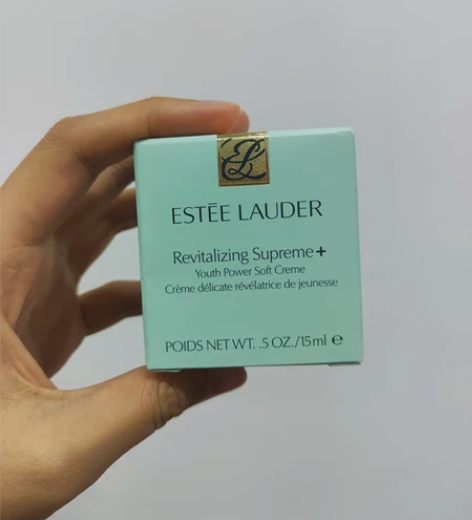 EL
ESTĒE LAUDER
Revitalizing Supreme+
Youth Power Soft Creme
Crème délicate révélatrice de jeunesse
POIDS NET WT. .5 OZ./15ml ℮